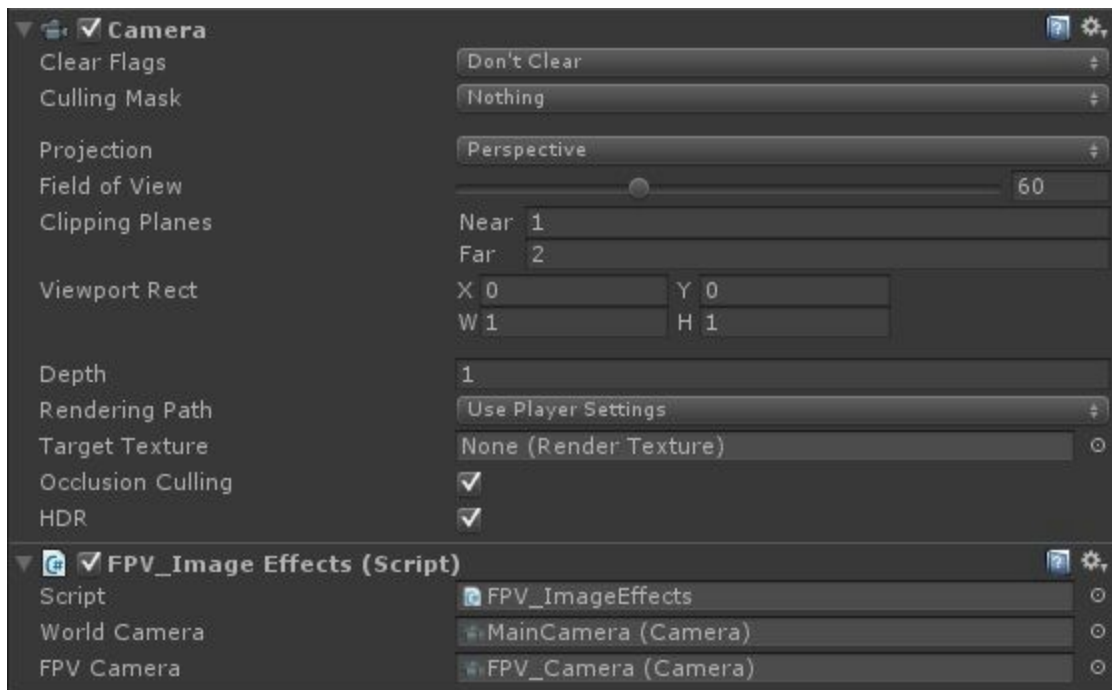 Camera
Clear Flags Don't Clear
Culling Mask Nothing
Projection Perspective
Field of View 60
Clipping Planes Near 1
Far 2
Viewport Rect X 0 Y 0
W 1 H 1
Depth 1
Rendering Path Use Player Settings
Target Texture None (Render Texture)
Occlusion Culling
HDR
FPV_Image Effects (Script)
Script FPV_ImageEffects
World Camera MainCamera (Camera)
FPV Camera FPV_Camera (Camera)